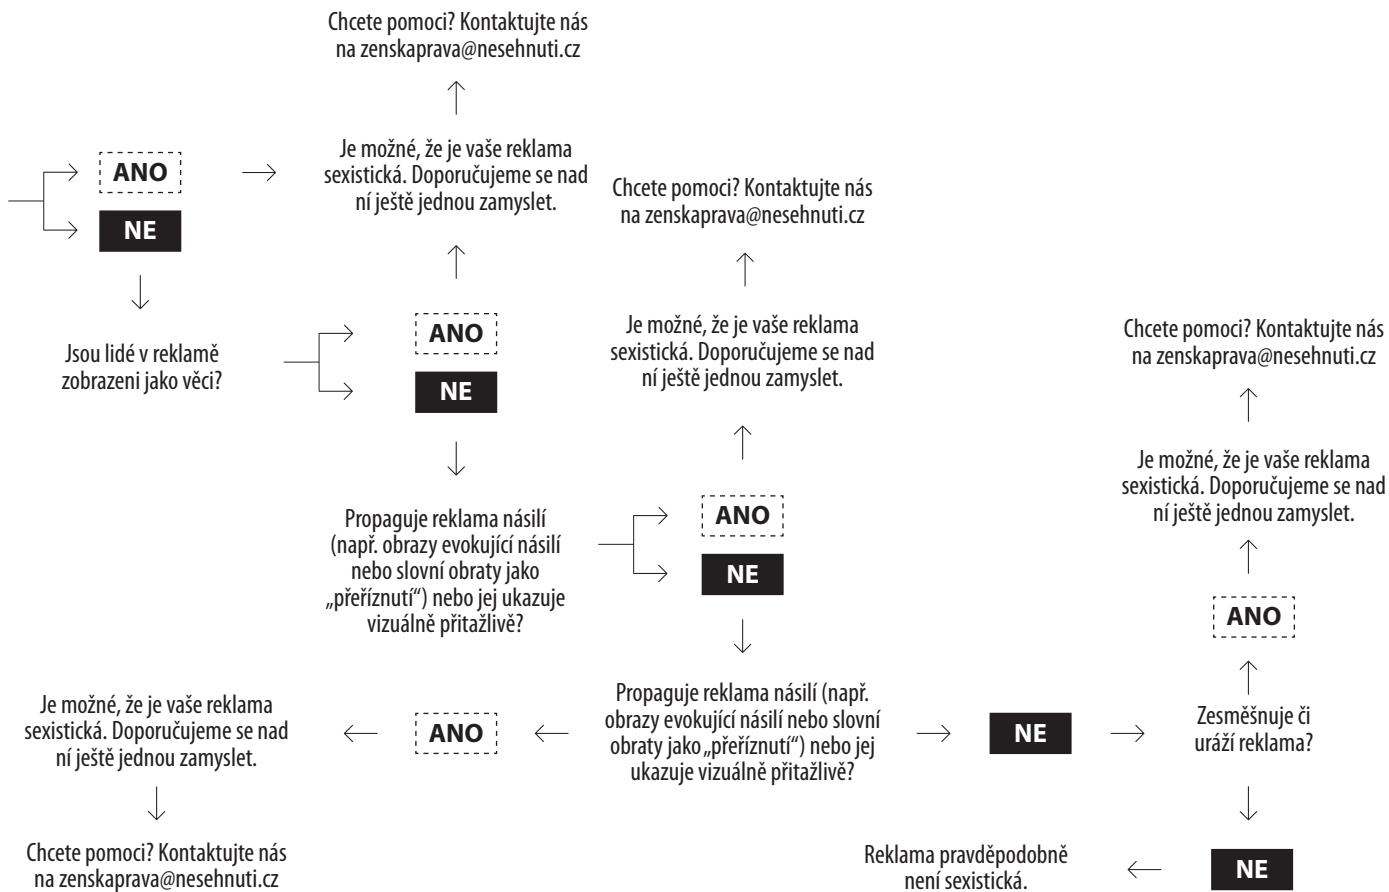 Chcete pomoci? Kontaktujte nás
na zenskaprava@nesehnuti.cz
Je možné, že je vaše reklama
sexistická. Doporučujeme se nad
ní ještě jednou zamyslet.
ANO
NE
Jsou lidé v reklamě
zobrazeni jako věci?
ANO
NE
Chcete pomoci? Kontaktujte nás
na zenskaprava@nesehnuti.cz
Je možné, že je vaše reklama
sexistická. Doporučujeme se nad
ní ještě jednou zamyslet.
Propaguje reklama násilí
(např. obrazy evokující násilí
nebo slovní obraty jako
„přeříznutí“) nebo jej ukazuje
vizuálně přitažlivě?
ANO
NE
Propaguje reklama násilí (např.
obrazy evokující násilí nebo slovní
obraty jako „přeříznutí“) nebo jej
ukazuje vizuálně přitažlivě?
ANO
Je možné, že je vaše reklama
sexistická. Doporučujeme se nad
ní ještě jednou zamyslet.
Chcete pomoci? Kontaktujte nás
na zenskaprava@nesehnuti.cz
NE
Chcete pomoci? Kontaktujte nás
na zenskaprava@nesehnuti.cz
Je možné, že je vaše reklama
sexistická. Doporučujeme se nad
ní ještě jednou zamyslet.
ANO
Zesměšnuje či
uráží reklama?
NE
Reklama pravděpodobně
není sexistická.